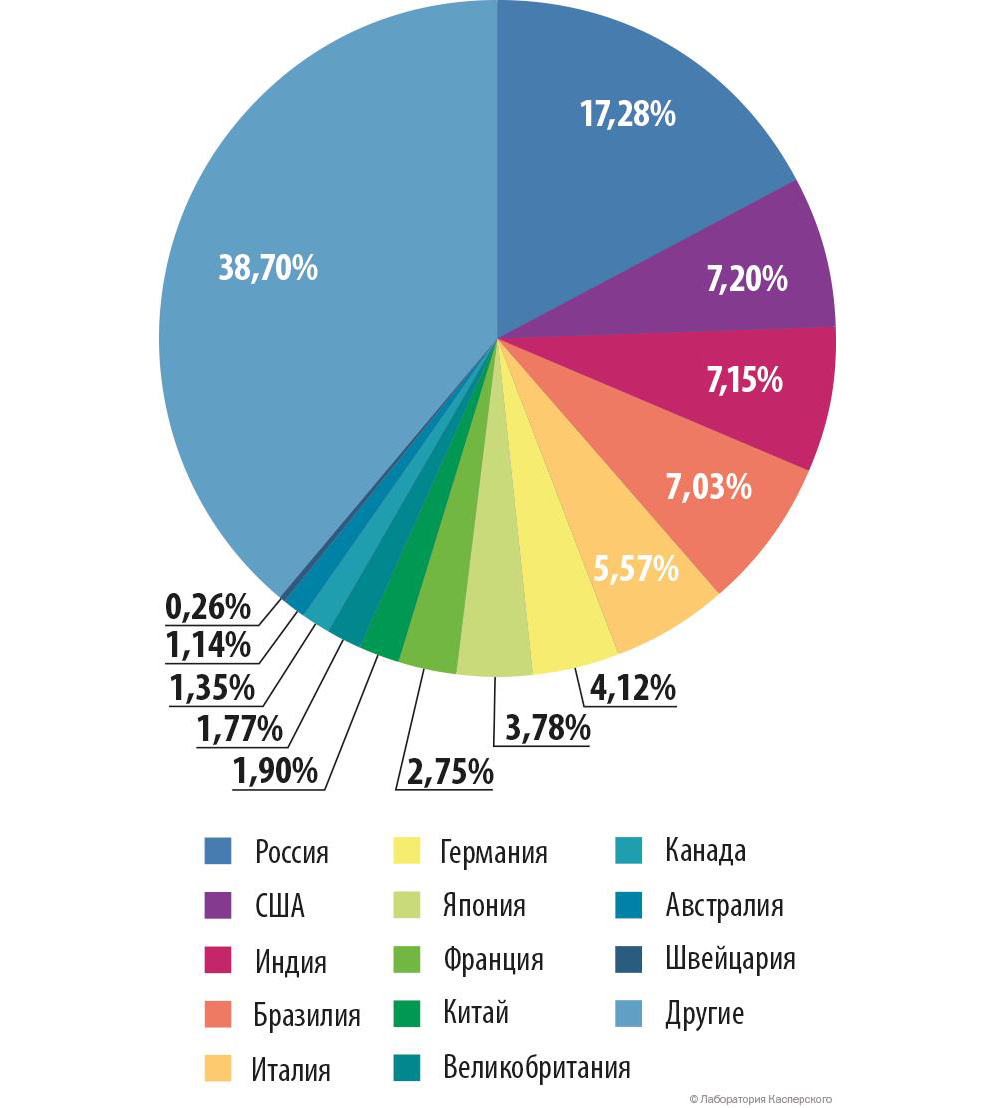 17,28%
7,20%
38,70%
7,15%
7,03%
5,57%
0,26%
1,14%
1,35%
4,12%
1,77%
3,78%
1,90%
2,75%
Россия
США
Индия
Бразилия
Италия
Германия
Япония
Франция
Китай
Великобритания
Канада
Австралия
Швейцария
Другие
© Лаборатория Касперского